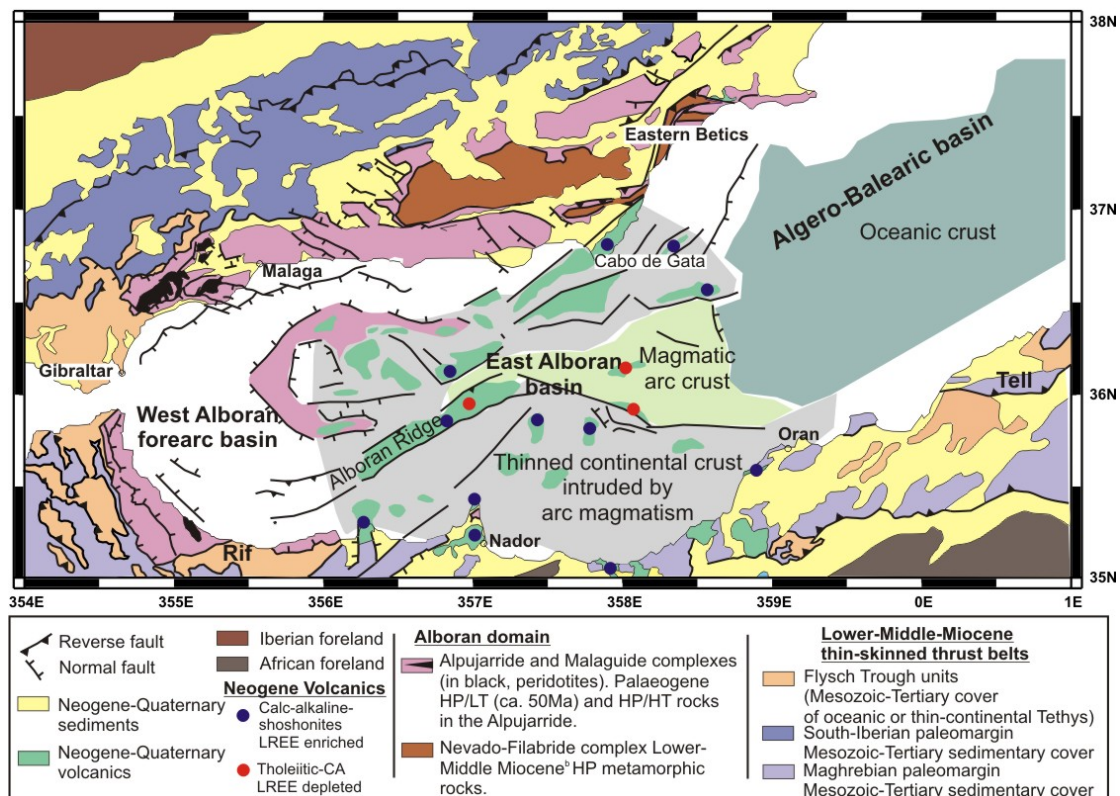 38N
37N
36N
35N
354E
355E
356E
357E
358E
359E
0E
1E
Eastern Betics
Algero-Balearic basin
Oceanic crust
Malaga
Cabo de Gata
Gibraltar
East Alboran
basin
Magmatic
arc crust
West Alboran
forearc basin
Alboran Ridge
Tell
Oran
Thinned continental crust
intruded by
arc magmatism
Nador
Rif
Reverse fault
Normal fault
Neogene-Quaternary
sediments
Neogene-Quaternary
volcanics
Iberian foreland
African foreland
Neogene Volcanics
Calc-alkaline-
shoshonites
LREE enriched
Tholeiitic-CA
LREE depleted
Alboran domain
Alpujarride and Malaguide complexes
(in black, peridotites). Palaeogene
HP/LT (ca. 50Ma) and HP/HT rocks
in the Alpujarride.
Nevado-Filabride complex Lower-
Middle Mioceneᵇ HP metamorphic
rocks.
Lower-Middle-Miocene
thin-skinned thrust belts
Flysch Trough units
(Mesozoic-Tertiary cover
of oceanic or thin-continental Tethys)
South-Iberian paleomargin
Mesozoic-Tertiary sedimentary cover
Maghrebian paleomargin
Mesozoic-Tertiary sedimentary cover